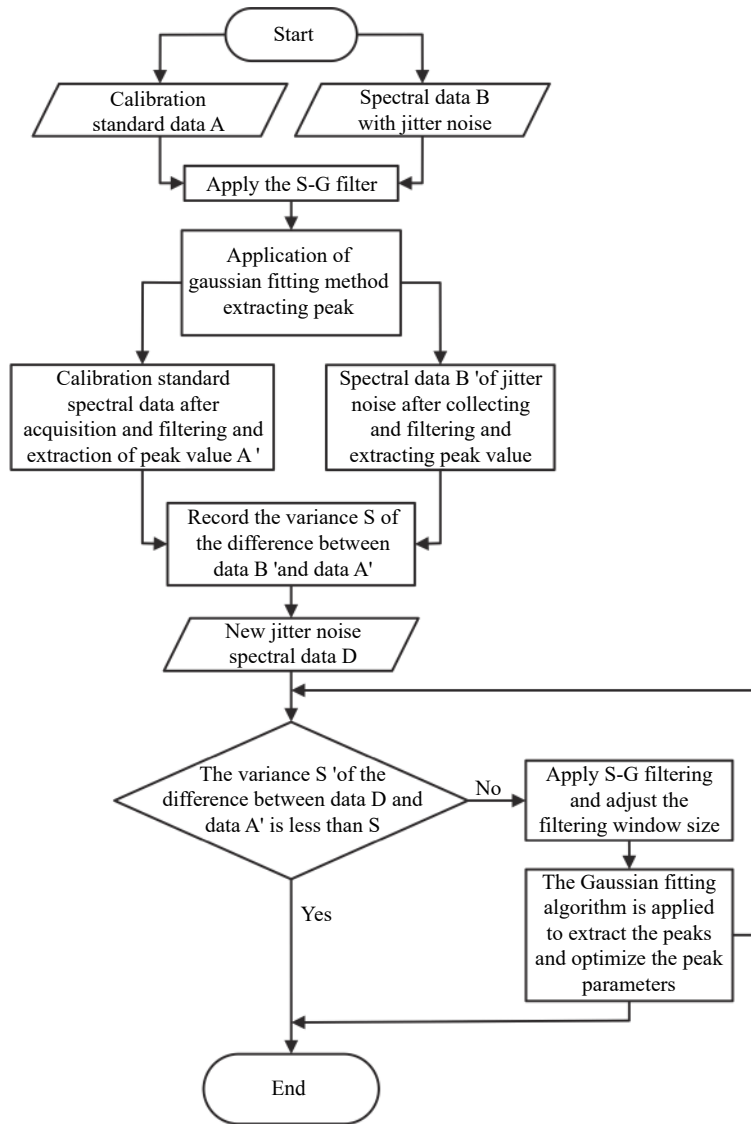 Start
Calibration
standard data A
Spectral data B
with jitter noise
Apply the S-G filter
Application of
gaussian fitting method
extracting peak
Calibration standard
spectral data after
acquisition and filtering and
extraction of peak value A '
Spectral data B 'of jitter
noise after collecting
and filtering and
extracting peak value
Record the variance S of
the difference between
data B 'and data A'
New jitter noise
spectral data D
The variance S 'of the
difference between data D and
data A' is less than S
No
Apply S-G filtering
and adjust the
filtering window size
The Gaussian fitting
algorithm is applied
to extract the peaks
and optimize the peak
parameters
Yes
End